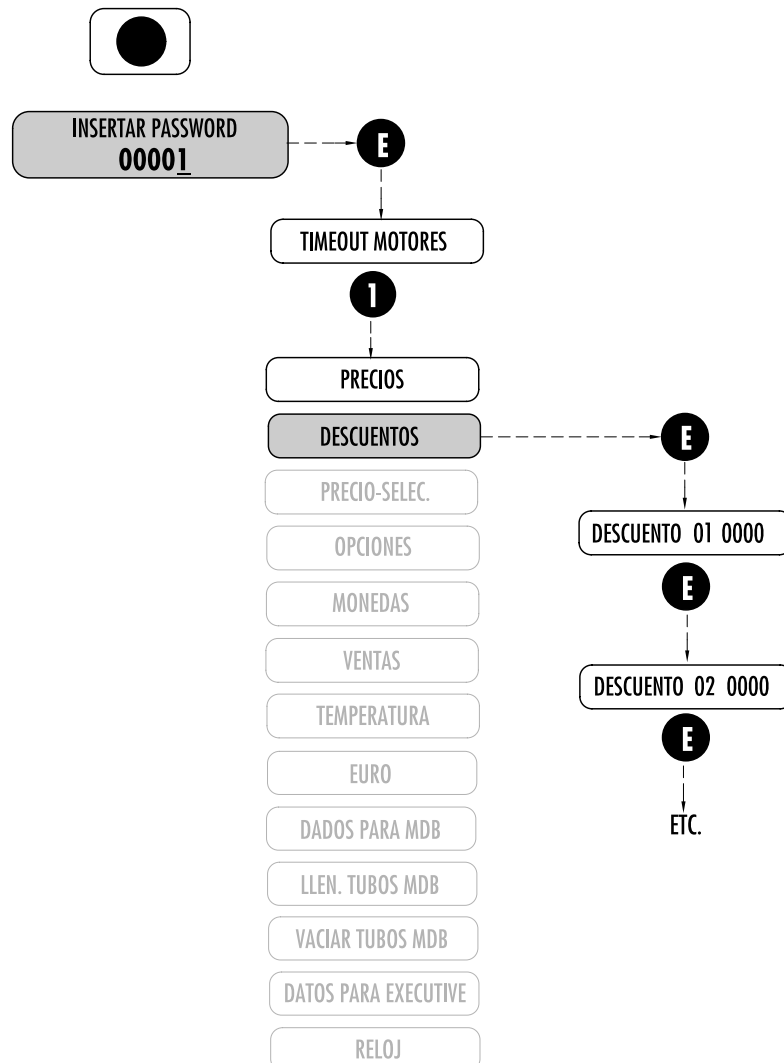 INSERTAR PASSWORD
00001
E
TIMEOUT MOTORES
1
PRECIOS
DESCUENTOS
E
PRECIO-SELEC.
DESCUENTO 01 0000
OPCIONES
E
MONEDAS
VENTAS
DESCUENTO 02 0000
TEMPERATURA
E
EURO
DADOS PARA MDB
ETC.
LLEN. TUBOS MDB
VACIAR TUBOS MDB
DATOS PARA EXECUTIVE
RELOJ